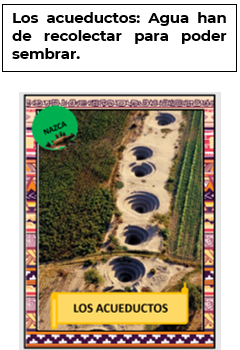 Los acueductos: Agua han
de recolectar para poder
sembrar.
NAZCA
LOS ACUEDUCTOS